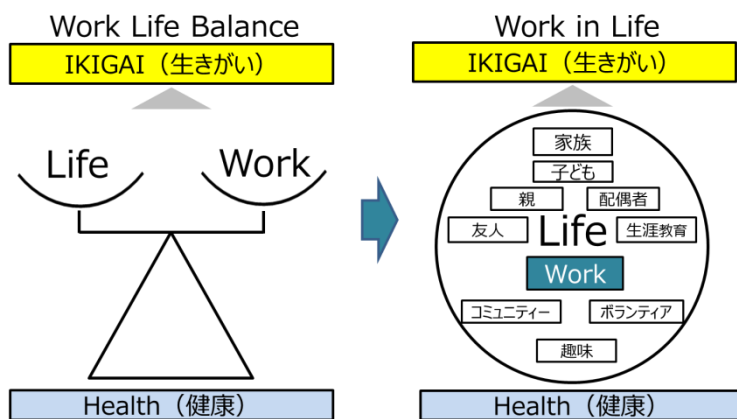 Work Life Balance
IKIGAI（生きがい）
Life
Work
Health（健康）
Work in Life
IKIGAI（生きがい）
家族
子ども
親
配偶者
友人
Life
生涯教育
Work
コミュニティー
ボランティア
趣味
Health（健康）